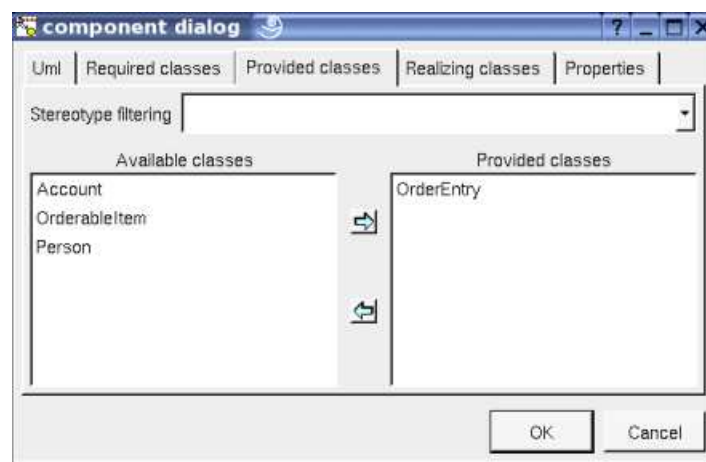 component dialog ?
Uml Required classes Provided classes Realizing classes Properties
Stereotype filtering
Available classes Provided classes
Account OrderEntry
OrderableItem
Person
OK Cancel